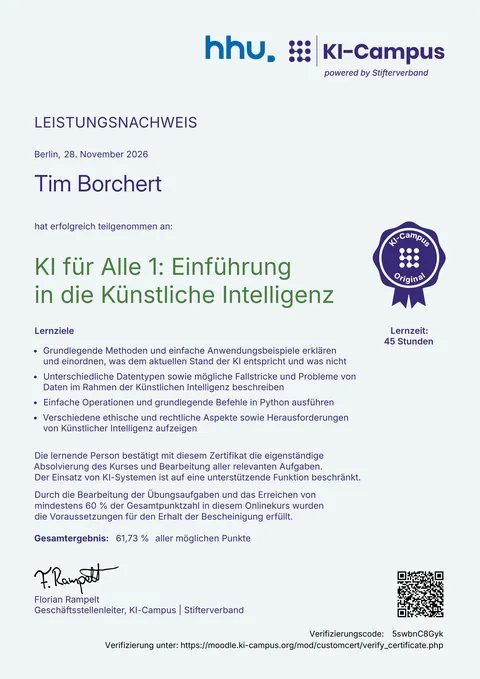 hhu.
KI-Campus
powered by Stifterverband
LEISTUNGSNACHWEIS
Berlin, 28. November 2026
Tim Borchert
hat erfolgreich teilgenommen an:
KI-Campus
Original
KI für Alle 1: Einführung
in die Künstliche Intelligenz
Lernziele
Lernzeit:
45 Stunden
• Grundlegende Methoden und einfache Anwendungsbeispiele erklären
und einordnen, was dem aktuellen Stand der KI entspricht und was nicht
• Unterschiedliche Datentypen sowie mögliche Fallstricke und Probleme von
Daten im Rahmen der Künstlichen Intelligenz beschreiben
• Einfache Operationen und grundlegende Befehle in Python ausführen
• Verschiedene ethische und rechtliche Aspekte sowie Herausforderungen
von Künstlicher Intelligenz aufzeigen
Die lernende Person bestätigt mit diesem Zertifikat die eigenständige
Absolvierung des Kurses und Bearbeitung aller relevanten Aufgaben.
Der Einsatz von KI-Systemen ist auf eine unterstützende Funktion beschränkt.
Durch die Bearbeitung der Übungsaufgaben und das Erreichen von
mindestens 60 % der Gesamtpunktzahl in diesem Onlinekurs wurden
die Voraussetzungen für den Erhalt der Bescheinigung erfüllt.
Gesamtergebnis: 61,73 % aller möglichen Punkte
F. Rampelt
Florian Rampelt
Geschäftsstellenleiter, KI-Campus | Stifterverband
Verifizierungscode: 5swbnC8Gyk
Verifizierung unter: https://moodle.ki-campus.org/mod/customcert/verify_certificate.php